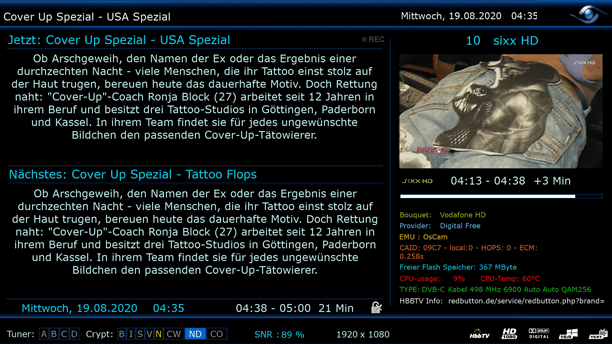 Cover Up Spezial - USA Spezial
Mittwoch, 19.08.2020 04:35
Jetzt: Cover Up Spezial - USA Spezial
REC
10 sixx HD
Ob Arschgeweih, den Namen der Ex oder das Ergebnis einer
durchzechten Nacht - viele Menschen, die ihr Tattoo einst stolz auf
der Haut trugen, bereuen heute das dauerhafte Motiv. Doch Rettung
naht: "Cover-Up"-Coach Ronja Block (27) arbeitet seit 12 Jahren in
ihrem Beruf und besitzt drei Tattoo-Studios in Göttingen, Paderborn
und Kassel. In ihrem Team findet sie für jedes ungewünschte
Bildchen den passenden Cover-Up-Tätowierer.
Nächstes: Cover Up Spezial - Tattoo Flops
Ob Arschgeweih, den Namen der Ex oder das Ergebnis einer
durchzechten Nacht - viele Menschen, die ihr Tattoo einst stolz auf
der Haut trugen, bereuen heute das dauerhafte Motiv. Doch Rettung
naht: "Cover-Up"-Coach Ronja Block (27) arbeitet seit 12 Jahren in
ihrem Beruf und besitzt drei Tattoo-Studios in Göttingen, Paderborn
und Kassel. In ihrem Team findet sie für jedes ungewünschte
Bildchen den passenden Cover-Up-Tätowierer.
Mittwoch, 19.08.2020 04:35 04:38 - 05:00 21 Min
sixx HD 04:13 - 04:38 +3 Min
Bouquet: Vodafone HD
Provider: Digital Free
EMU : OsCam
CAID: 09C7 - local:0 - HOPS: 0 - ECM:
0.258s
Freier Flash Speicher: 367 MByte
CPU-usage: 9% CPU-Temp: 60°C
TYPE: DVB-C Kabel 498 MHz 6900 Auto Auto QAM256
HBBTV Info: redbutton.de/service/redbutton.php?brand=
Tuner: A B C D Crypt: B I S V N CW ND CO SNR : 89 % 1920 x 1080
HbbTV HD 1080 DOLBY DIGITAL TXT